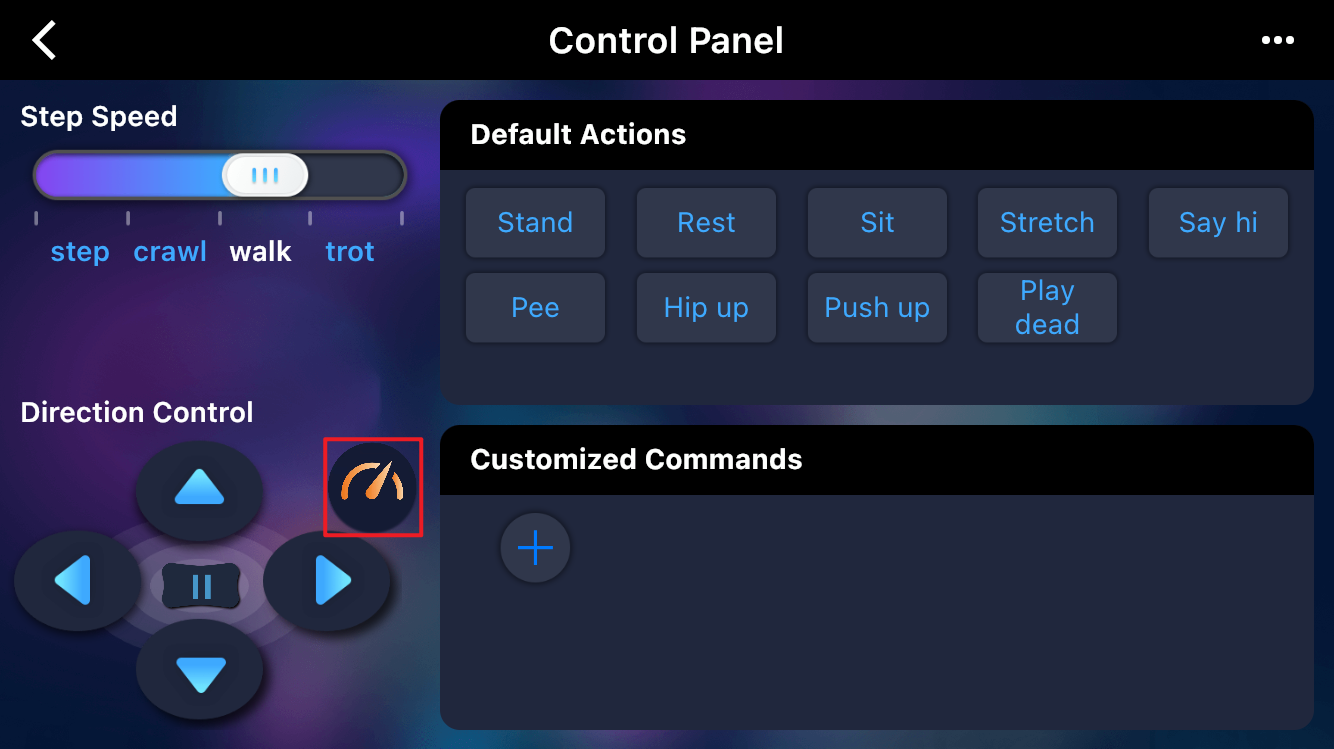 Control Panel
Step Speed
step crawl walk trot
Direction Control
Default Actions
Stand Rest Sit Stretch Say hi
Pee Hip up Push up Play dead
Customized Commands